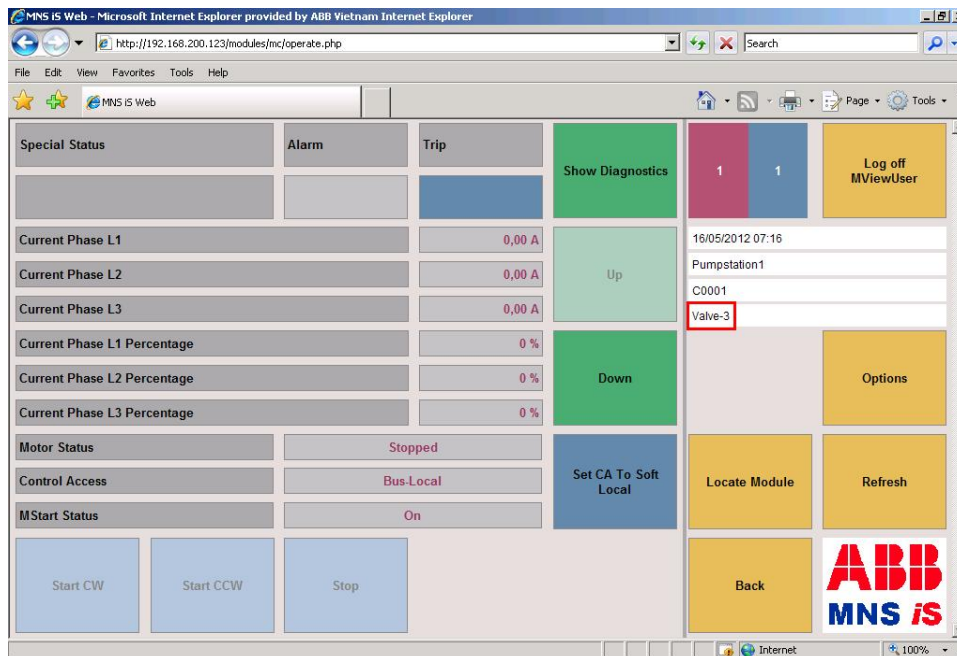 MNS iS Web - Microsoft Internet Explorer provided by ABB Vietnam Internet Explorer
http://192.168.200.123/modules/mc/operate.php
Search
File Edit View Favorites Tools Help
MNS iS Web
Page Tools
Special Status Alarm Trip
Show Diagnostics
1 1
Log off
MViewUser
Current Phase L1 0,00 A
Current Phase L2 0,00 A
Current Phase L3 0,00 A
Up
16/05/2012 07:16
Pumpstation1
C0001
Valve-3
Current Phase L1 Percentage 0 %
Current Phase L2 Percentage 0 %
Current Phase L3 Percentage 0 %
Down
Options
Motor Status Stopped
Control Access Bus-Local
MStart Status On
Set CA To Soft
Local
Locate Module
Refresh
Start CW
Start CCW
Stop
Back
ABB
MNS iS
Internet
100%